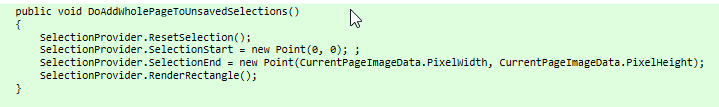 public void DoAddWholePageToUnsavedSelections()
{
    SelectionProvider.ResetSelection();
    SelectionProvider.SelectionStart = new Point(0, 0); ;
    SelectionProvider.SelectionEnd = new Point(CurrentPageImageData.PixelWidth, CurrentPageImageData.PixelHeight);
    SelectionProvider.RenderRectangle();
}